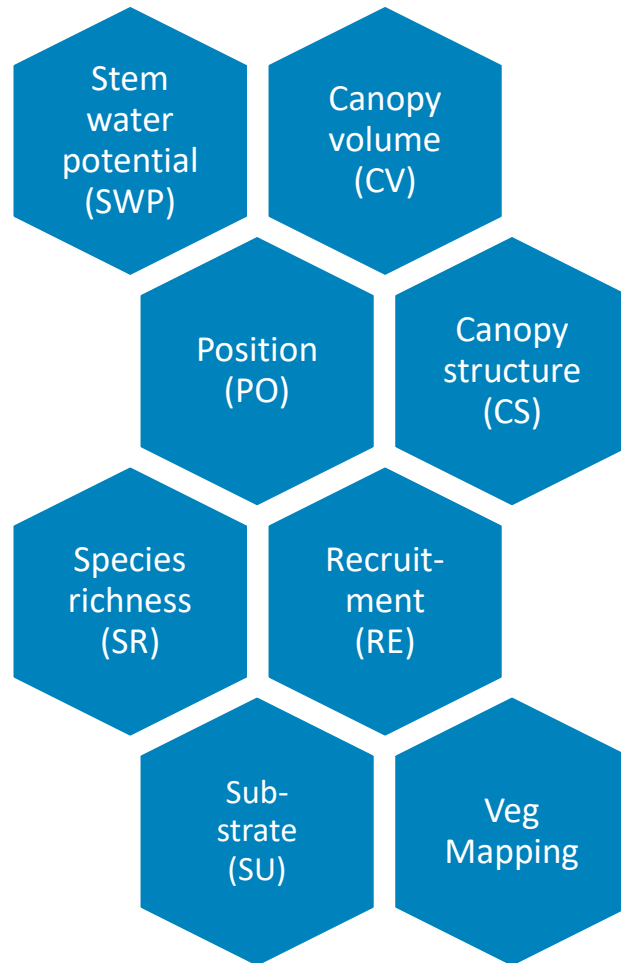 Stem
water
potential
(SWP)
Canopy
volume
(CV)
Position
(PO)
Canopy
structure
(CS)
Species
richness
(SR)
Recruit-
ment
(RE)
Sub-
strate
(SU)
Veg
Mapping